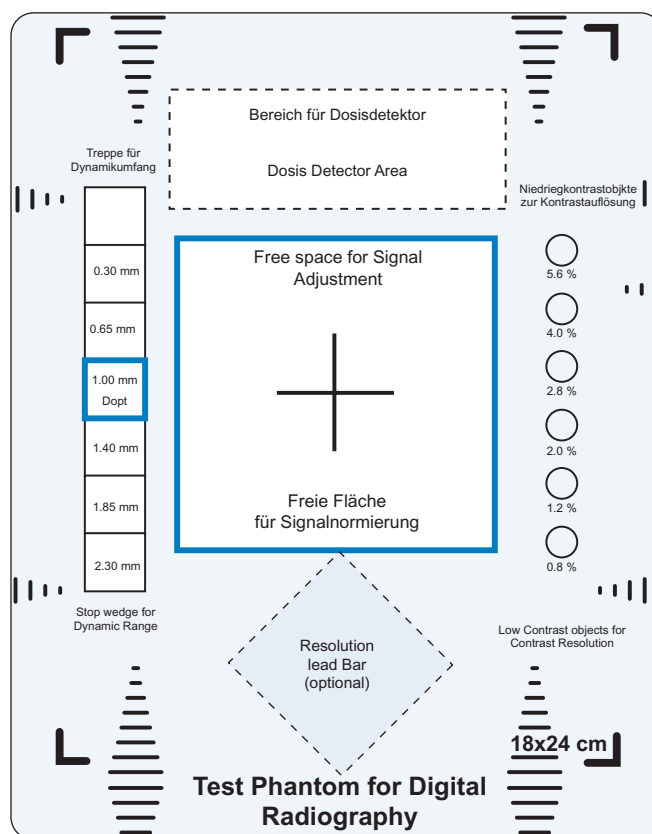 Bereich für Dosisdetektor
Dosis Detector Area
Treppe für
Dynamikumfang
0.30 mm
0.65 mm
1.00 mm
Dopt
1.40 mm
1.85 mm
2.30 mm
Stop wedge for
Dynamic Range
Free space for Signal
Adjustment
Freie Fläche
für Signalnormierung
Niedriegkontrastobjkte
zur Kontrastauflösung
5.6 %
4.0 %
2.8 %
2.0 %
1.2 %
0.8 %
Low Contrast objects for
Contrast Resolution
Resolution
lead Bar
(optional)
18x24 cm
Test Phantom for Digital
Radiography